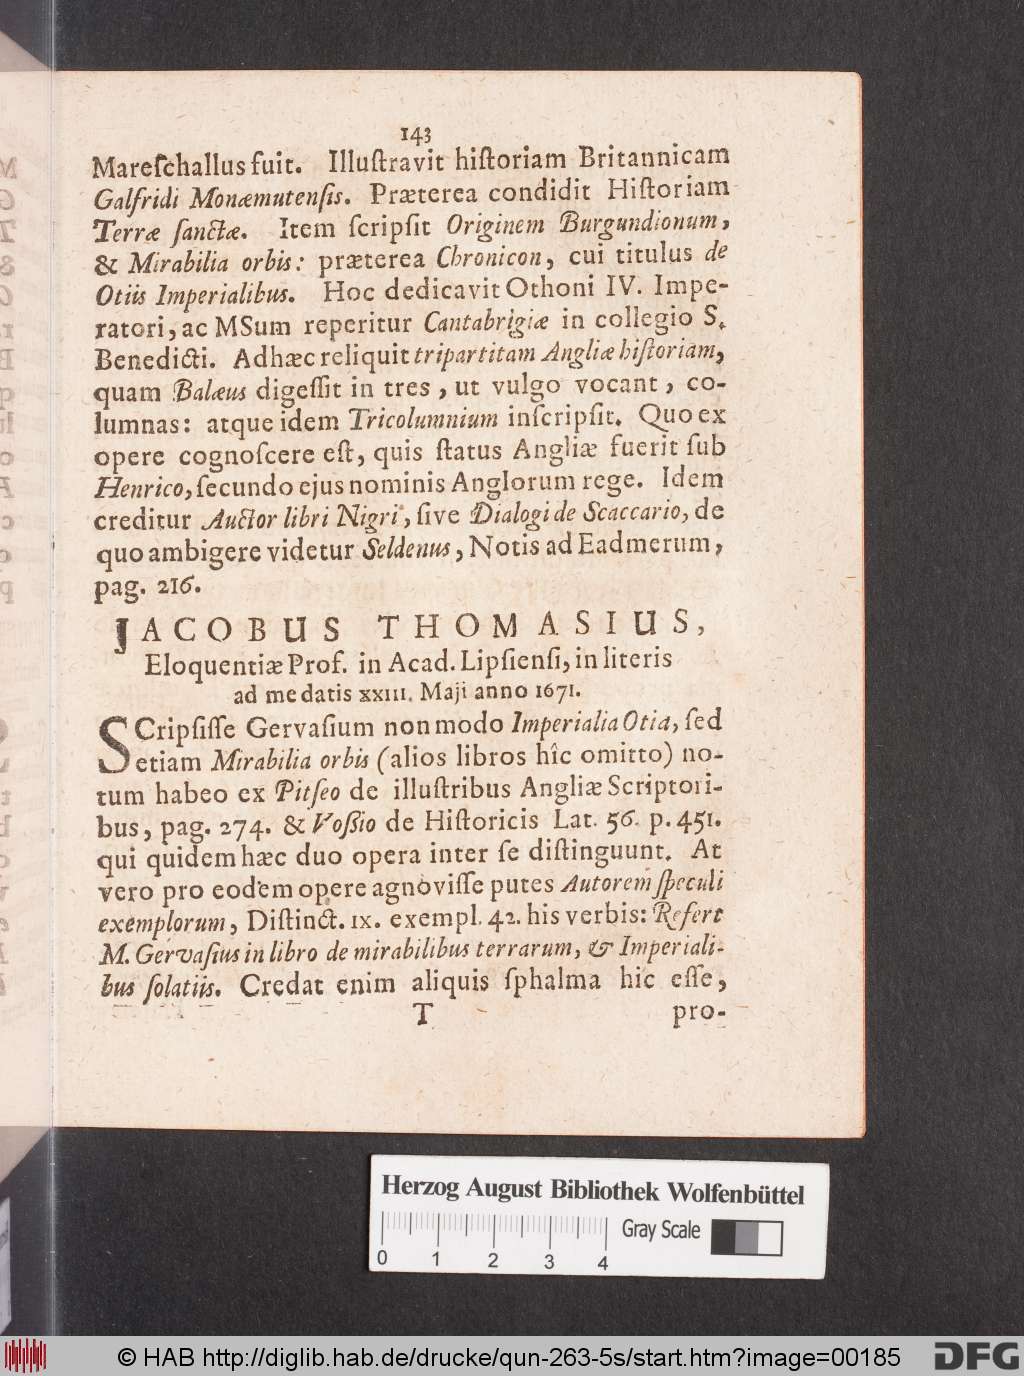 143
Mareſchallus fuit. Illuſtravit hiſtoriam Britannicam
Galfridi Monæmutenſis. Præterea condidit Hiſtoriam
Terræ ſanctæ. Item ſcripſit Originem Burgundionum,
& Mirabilia orbis: præterea Chronicon, cui titulus de
Otiis Imperialibus. Hoc dedicavit Othoni IV. Impe-
ratori, ac MSum reperitur Cantabrigiæ in collegio S.
Benedicti. Adhæc reliquit tripartitam Angliæ hiſtoriam,
quam Balæus digeſſit in tres, ut vulgo vocant, co-
lumnas: atque idem Tricolumnium inſcripſit. Quo ex
opere cognoſcere eſt, quis ſtatus Angliæ fuerit ſub
Henrico, ſecundo ejus nominis Anglorum rege. Idem
creditur Auctor libri Nigri, ſive Dialogi de Scaccario, de
quo ambigere videtur Seldenus, Notis ad Eadmerum,
pag. 216.
JACOBUS THOMASIUS,
Eloquentiæ Prof. in Acad. Lipſienſi, in literis
ad me datis XXIII. Maji anno 1671.
SCripſiſſe Gervaſium non modo Imperialia Otia, ſed
etiam Mirabilia orbis (alios libros hîc omitto) no-
tum habeo ex Pitſeo de illuſtribus Angliæ Scriptori-
bus, pag. 274. & Voßio de Hiſtoricis Lat. 56. p. 451.
qui quidem hæc duo opera inter ſe diſtinguunt. At
vero pro eodem opere agnoviſſe putes Autorem ſpeculi
exemplorum, Diſtinct. IX. exempl. 42. his verbis: Refert
M. Gervaſius in libro de mirabilibus terrarum, & Imperiali-
bus ſolatiis. Credat enim aliquis ſphalma hic eſſe,
T pro-
Herzog August Bibliothek Wolfenbüttel
Gray Scale
0 1 2 3 4
© HAB http://diglib.hab.de/drucke/qun-263-5s/start.htm?image=00185
DFG